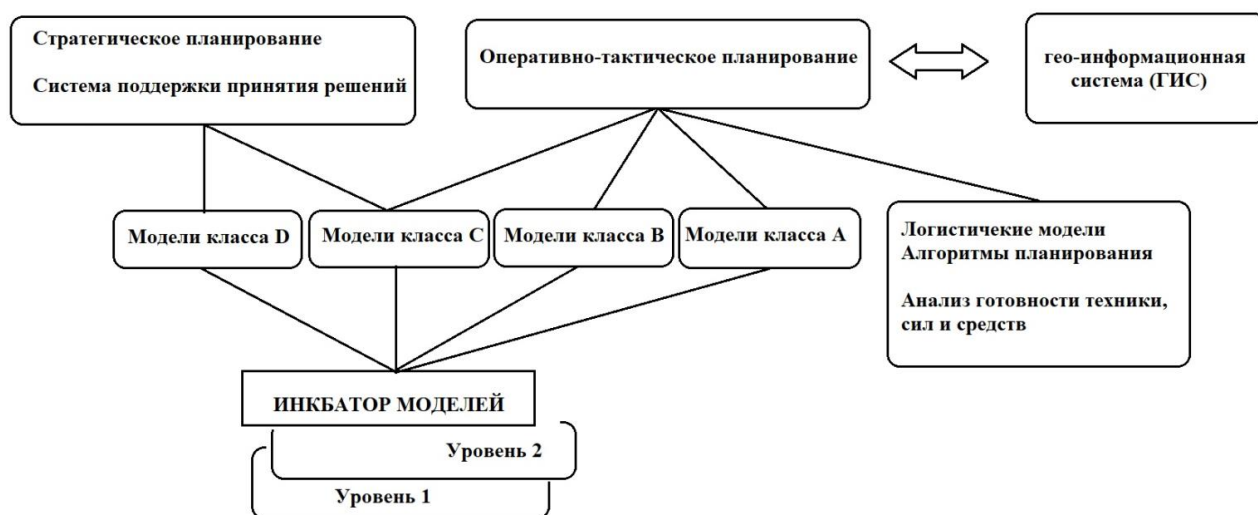 Стратегическое планирование
Система поддержки принятия решений
Оперативно-тактическое планирование
гео-информационная
система (ГИС)
Модели класса D
Модели класса C
Модели класса B
Модели класса A
Логистичекие модели
Алгоритмы планирования
Анализ готовности техники,
сил и средств
ИНКБАТОР МОДЕЛЕЙ
Уровень 2
Уровень 1